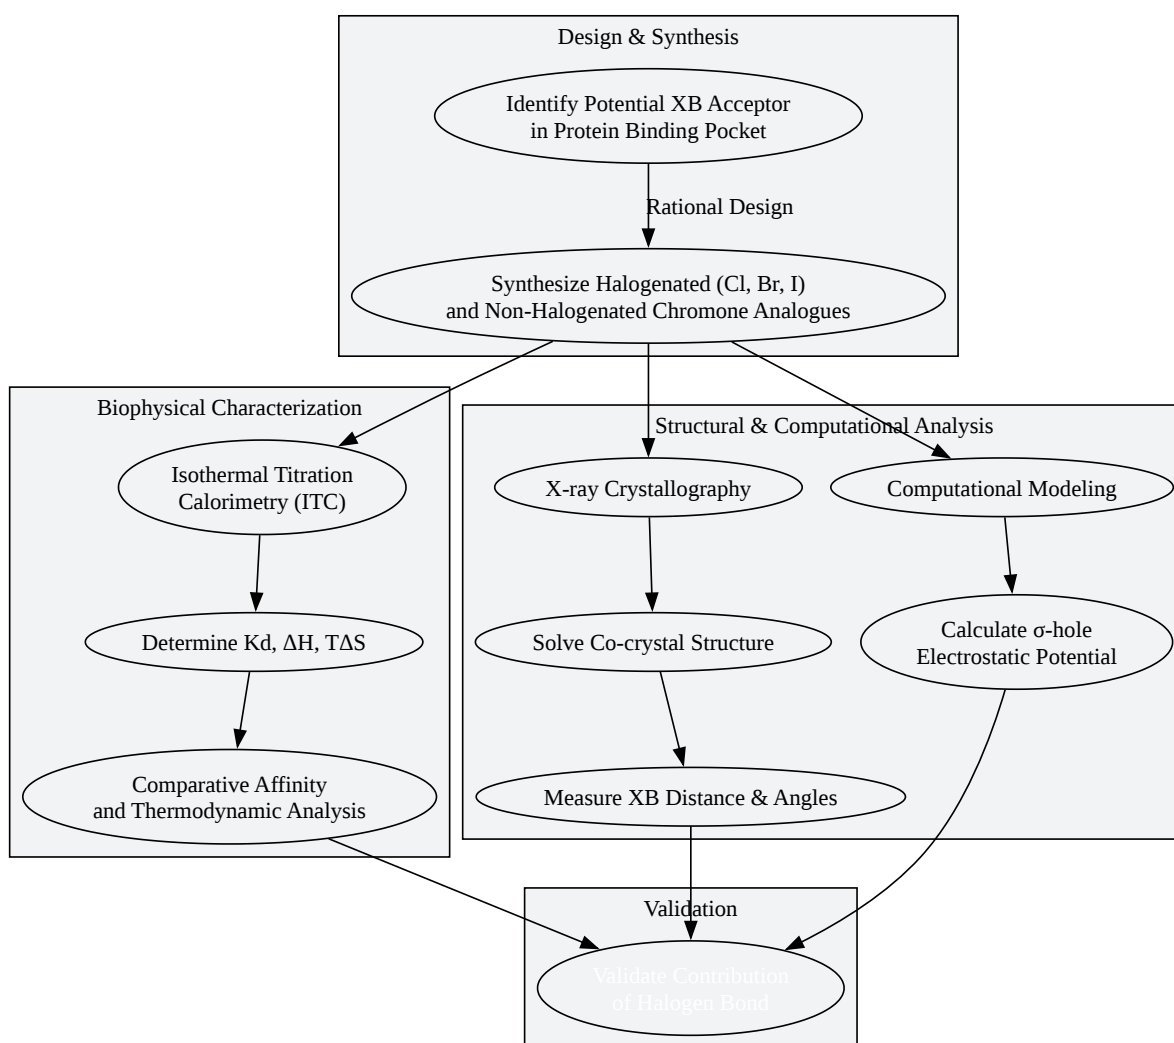 Design & Synthesis
Identify Potential XB Acceptor
in Protein Binding Pocket
Rational Design
Synthesize Halogenated (Cl, Br, I)
and Non-Halogenated Chromone Analogues
Biophysical Characterization
Isothermal Titration
Calorimetry (ITC)
Determine Kd, ΔH, TΔS
Comparative Affinity
and Thermodynamic Analysis
Structural & Computational Analysis
X-ray Crystallography
Computational Modeling
Solve Co-crystal Structure
Calculate σ-hole
Electrostatic Potential
Measure XB Distance & Angles
Validation
Validate Contribution
of Halogen Bond